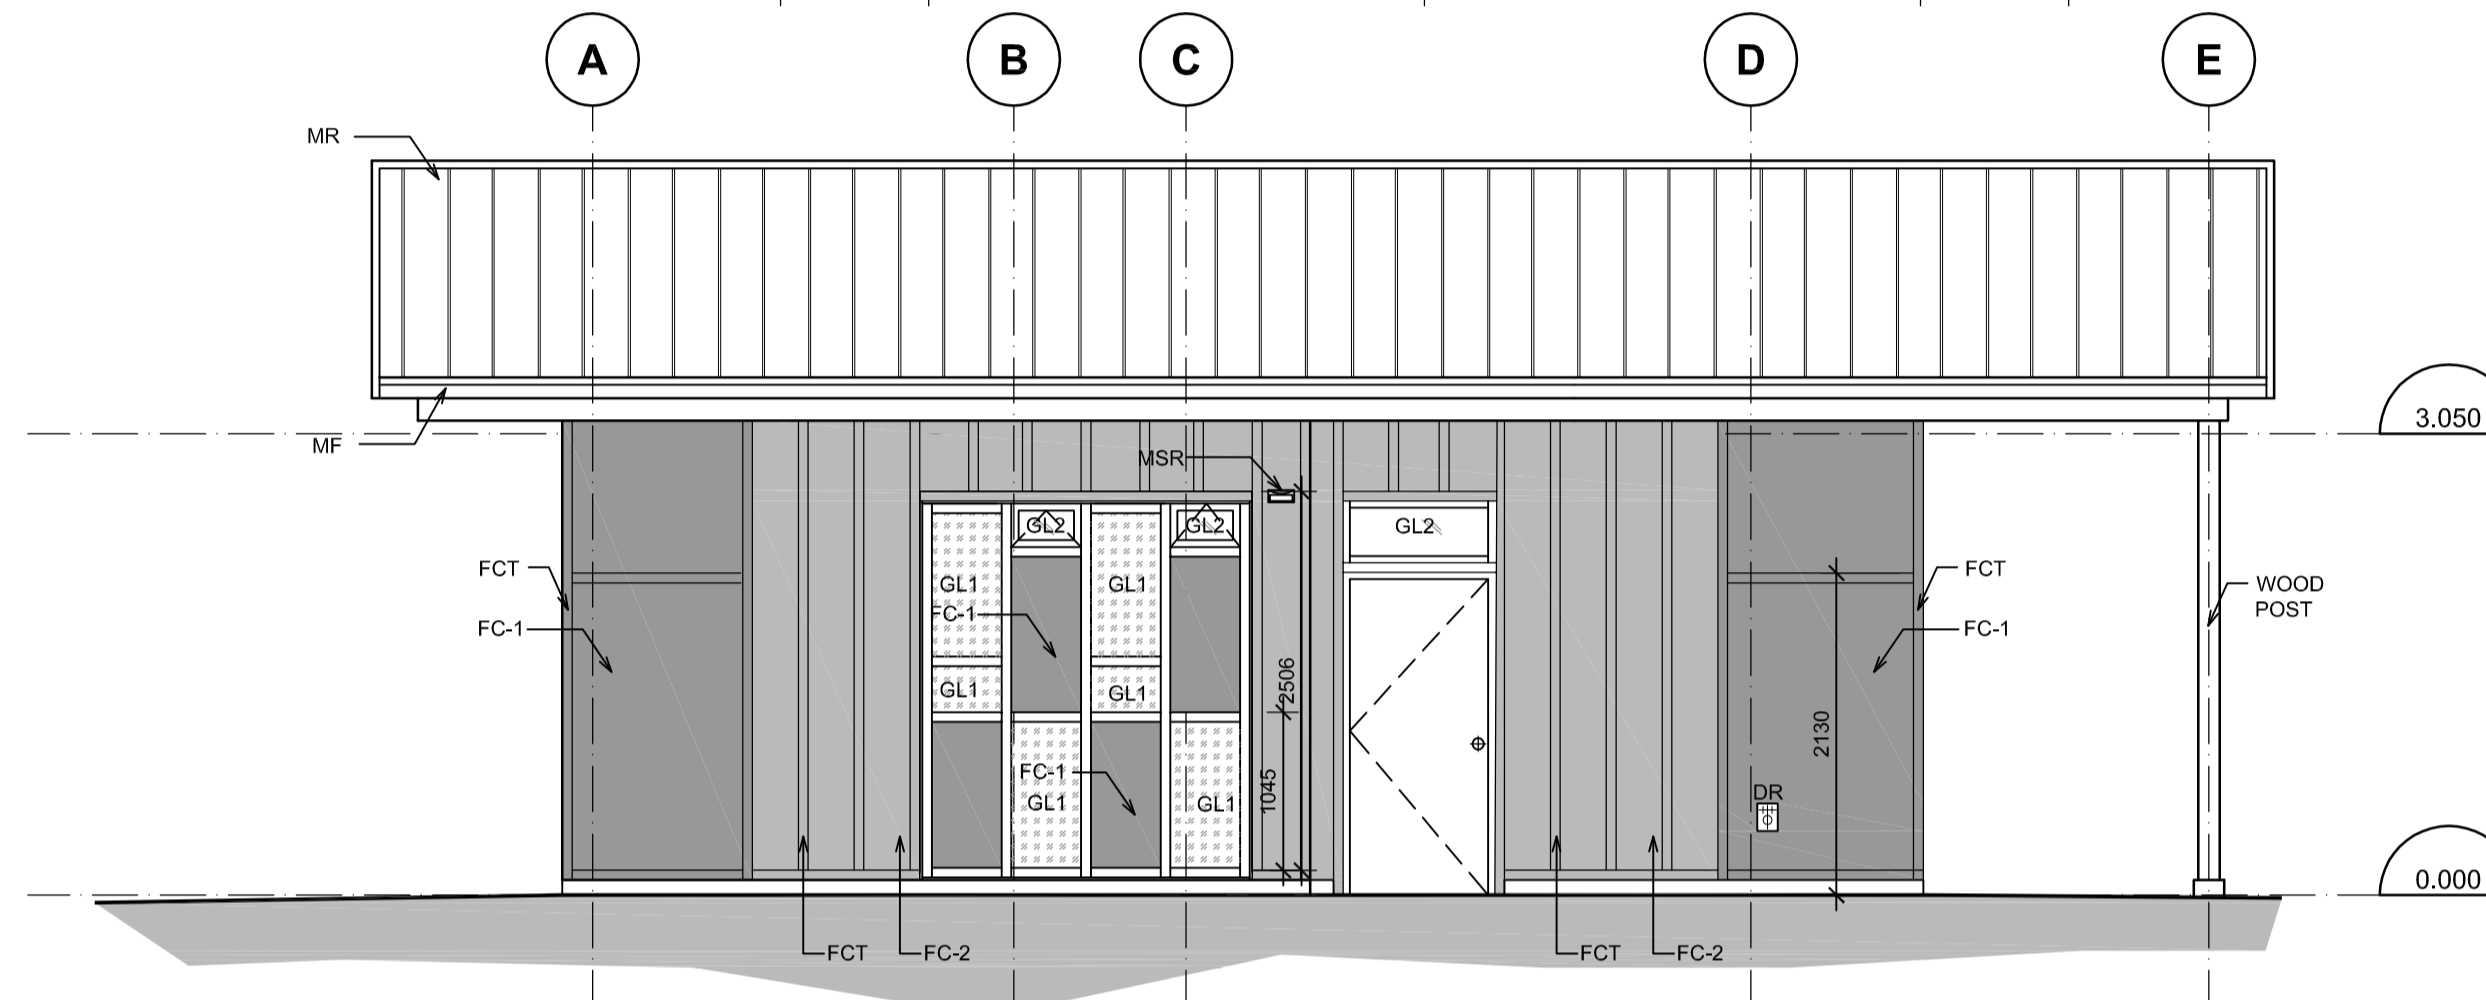 A
B
C
D
E
MR
MF
3.050
MSR
GL2
GL2
GL2
FCT
FC-1
GL1
GL1
FC-1
FCT
FC-1
WOOD
POST
GL1
GL1
2506
2130
1045
FC-1
GL1
GL1
DR
0.000
FCT
FC-2
FCT
FC-2